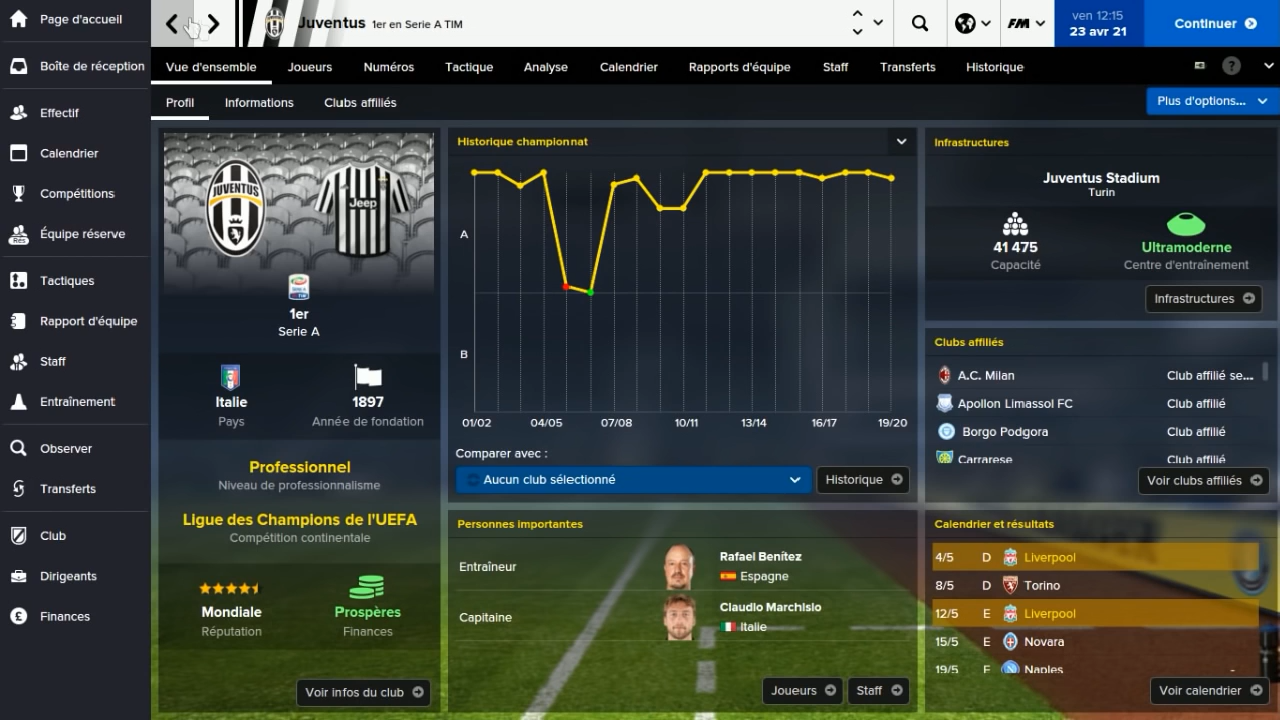 Page d'accueil
Boîte de réception
Effectif
Calendrier
Compétitions
Rés
Équipe réserve
Tactiques
Rapport d'équipe
Staff
Entraînement
Observer
Transferts
Club
Dirigeants
Finances
Juventus 1er en Serie A TIM
FM
ven 12:15
23 avr 21
Continuer
Vue d'ensemble Joueurs Numéros Tactique Analyse Calendrier Rapports d'équipe Staff Transferts Historique
Profil Informations Clubs affiliés
Plus d'options...
JUVENTUS
Jeep
1er
Serie A
Italie
Pays
1897
Année de fondation
Professionnel
Niveau de professionnalisme
Ligue des Champions de l'UEFA
Compétition continentale
Mondiale
Réputation
Prospères
Finances
Voir infos du club
Historique championnat
A
B
01/02 04/05 07/08 10/11 13/14 16/17 19/20
Comparer avec :
Aucun club sélectionné
Historique
Personnes importantes
Entraîneur
Rafael Benítez
Espagne
Capitaine
Claudio Marchisio
Italie
Joueurs
Staff
Infrastructures
Juventus Stadium
Turin
41 475
Capacité
Ultramoderne
Centre d'entraînement
Infrastructures
Clubs affiliés
A.C. Milan Club affilié se...
Apollon Limassol FC Club affilié
Borgo Podgora Club affilié
Carrarese Club affilié
Voir clubs affiliés
Calendrier et résultats
4/5 D Liverpool
8/5 D Torino
12/5 E Liverpool
15/5 E Novara
19/5 E Naples -
Voir calendrier